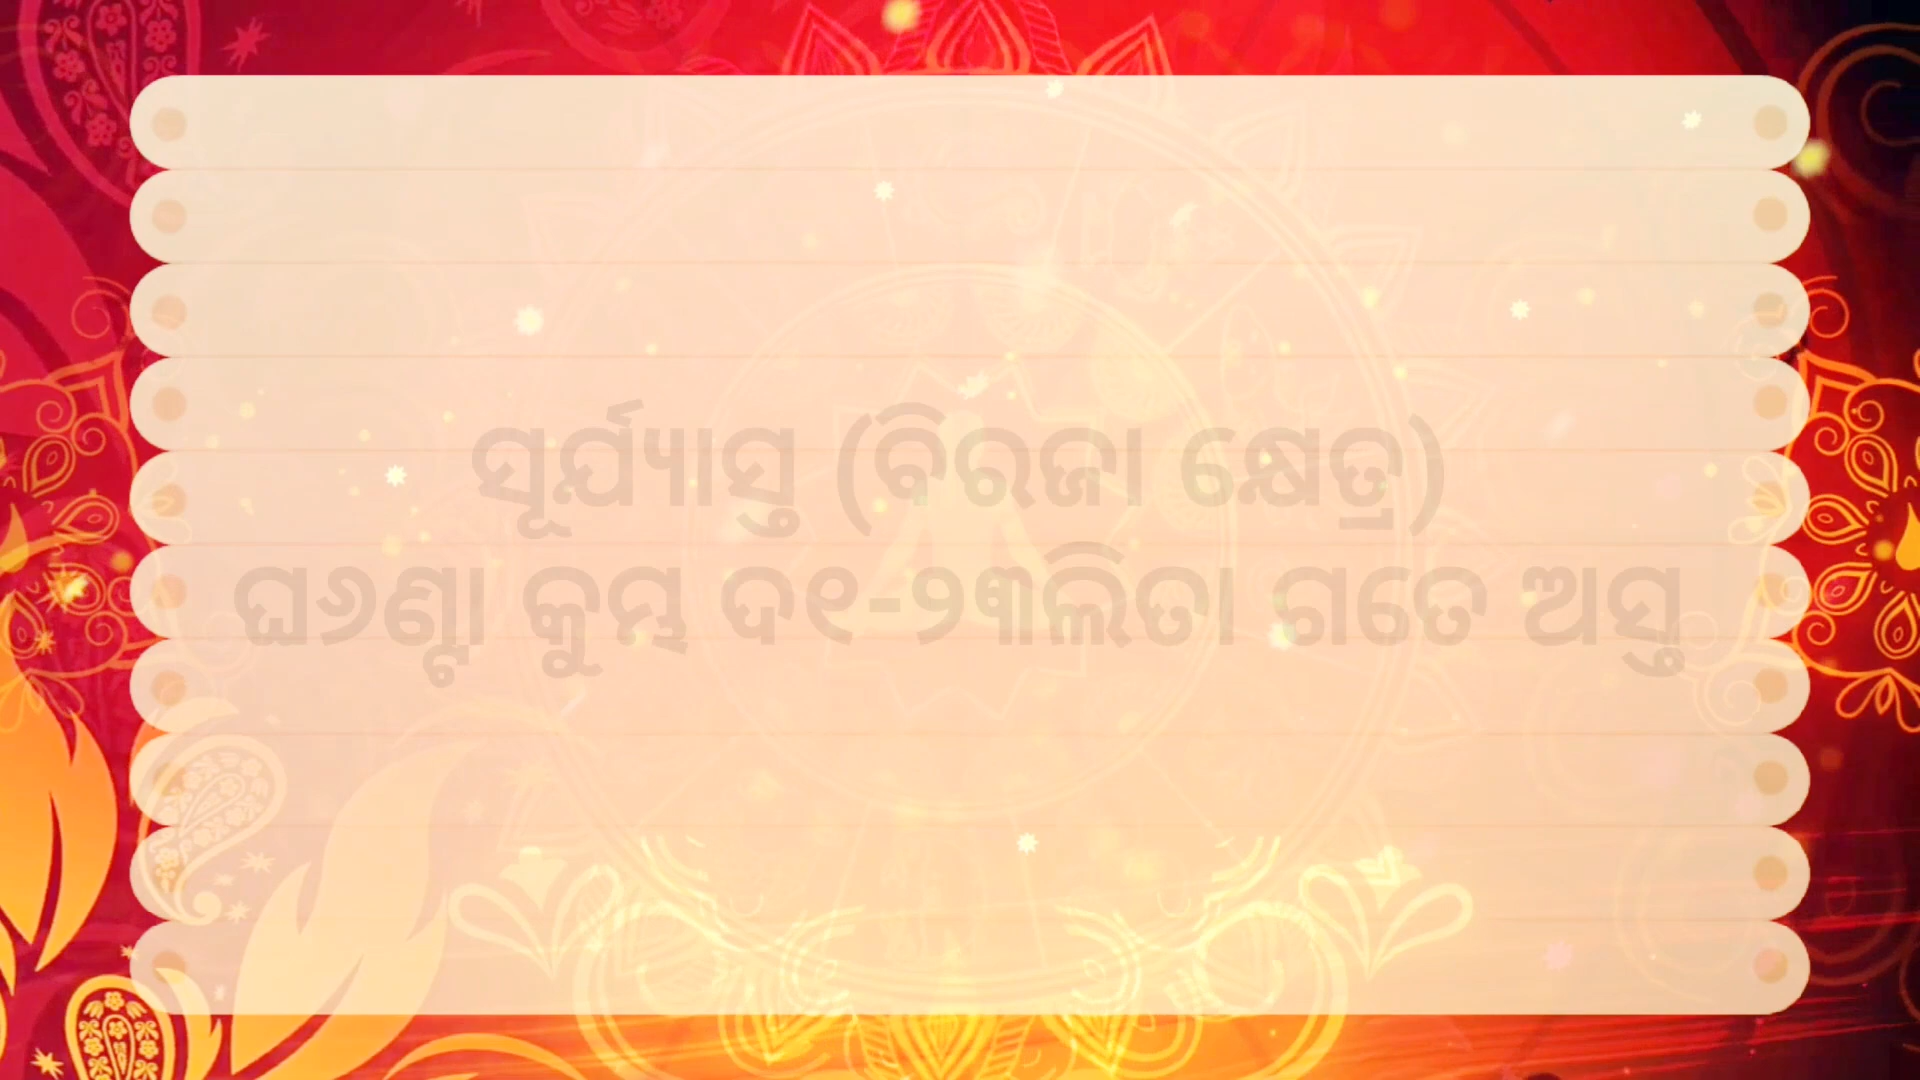 ସୂର୍ଯ୍ୟାସ୍ତ (ବିରଜା କ୍ଷେତ୍ର)
ଘ୬ଣ୍ଟା କୁମ୍ଭ ଦ୧-୨୩ଲିତା ଗତେ ଅସ୍ତ